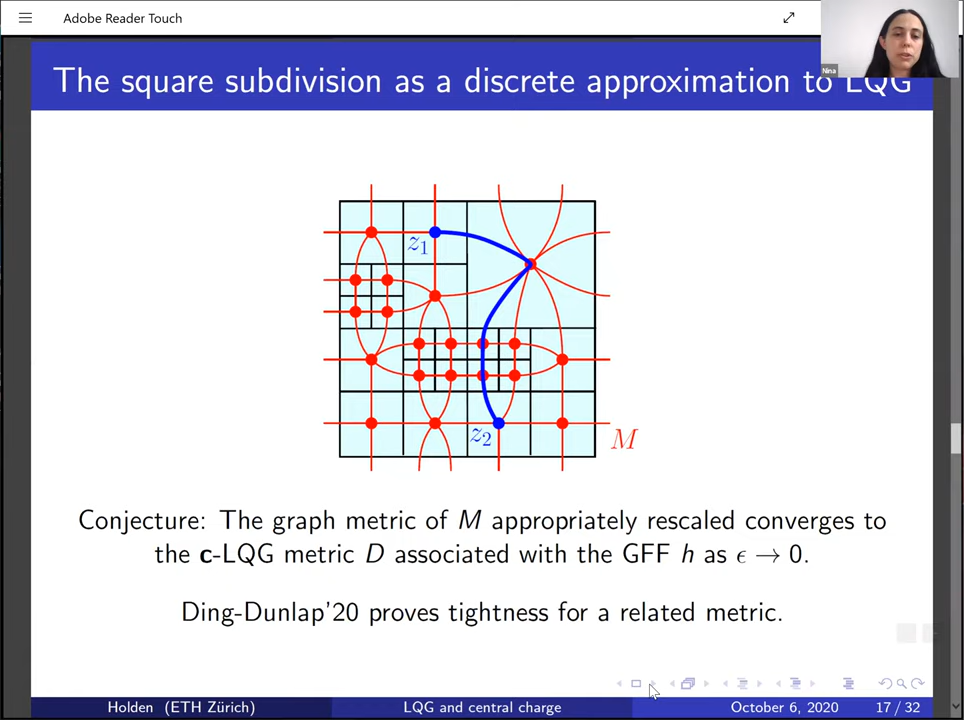 Adobe Reader Touch
Nina
The square subdivision as a discrete approximation to LQG
z₁
z₂
M
Conjecture: The graph metric of M appropriately rescaled converges to
the c-LQG metric D associated with the GFF h as ϵ → 0.
Ding-Dunlap'20 proves tightness for a related metric.
Holden (ETH Zürich) LQG and central charge October 6, 2020 17 / 32